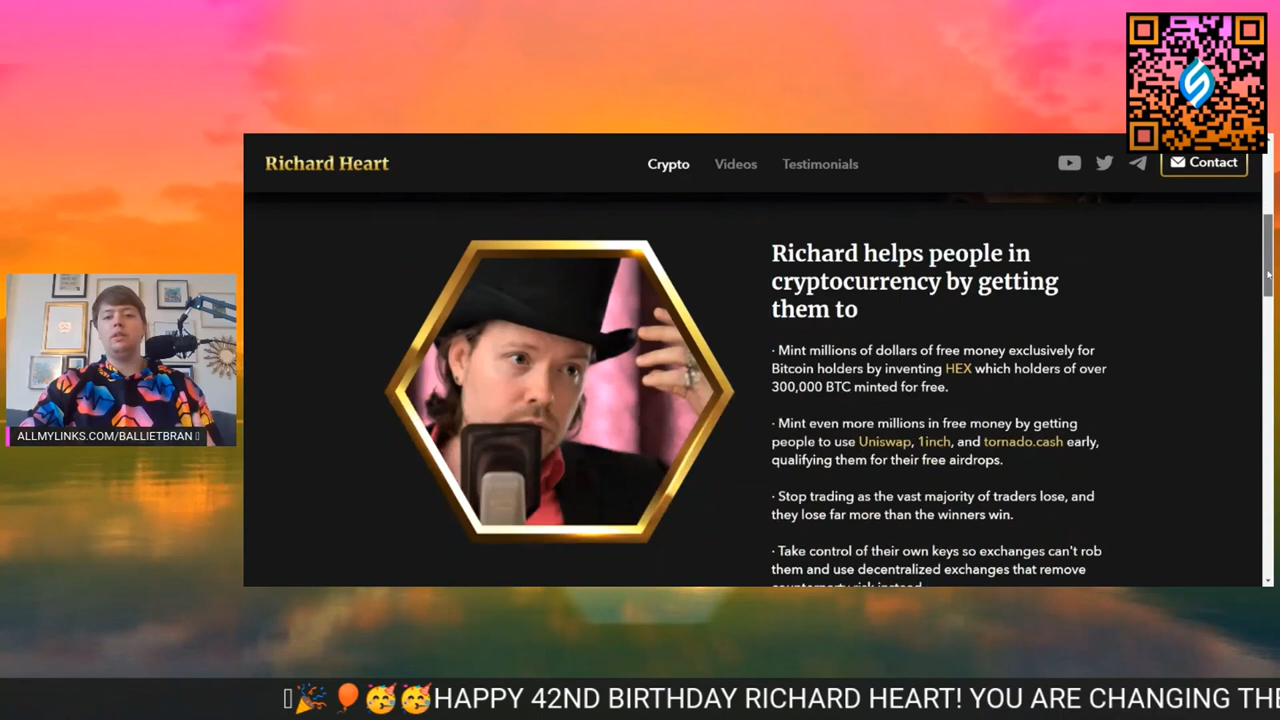 Richard Heart
Crypto
Videos
Testimonials
Contact
Richard helps people in
cryptocurrency by getting
them to
· Mint millions of dollars of free money exclusively for
Bitcoin holders by inventing HEX which holders of over
300,000 BTC minted for free.
· Mint even more millions in free money by getting
people to use Uniswap, 1inch, and tornado.cash early,
qualifying them for their free airdrops.
· Stop trading as the vast majority of traders lose, and
they lose far more than the winners win.
· Take control of their own keys so exchanges can't rob
them and use decentralized exchanges that remove
counterparty risk instead
ALLMYLINKS.COM/BALLIETBRAN
🎉🎈🥳🥳HAPPY 42ND BIRTHDAY RICHARD HEART! YOU ARE CHANGING THE